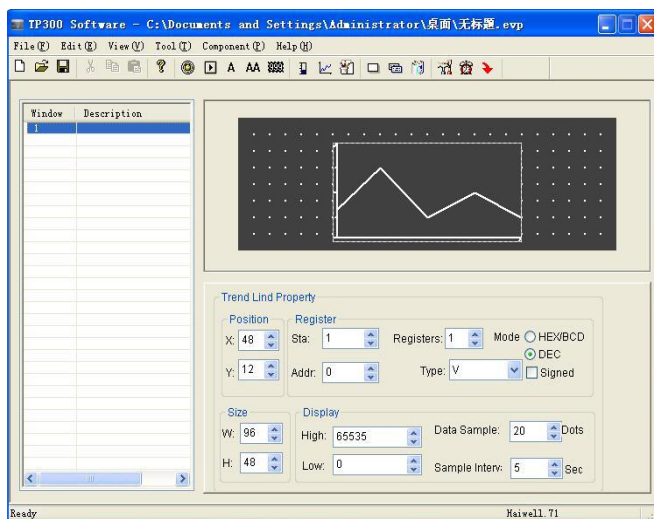 TP300 Software - C:\Documents and Settings\Administrator\桌面\无标题.evp
File(F) Edit(E) View(V) Tool(T) Component(P) Help(H)
A AA
Window Description
1
Trend Lind Property
Position Register
X: 48 Sta: 1 Registers: 1 Mode HEX/BCD
DEC
Y: 12 Addr: 0 Type: V Signed
Size Display
W: 96 High: 65535 Data Sample: 20 Dots
H: 48 Low: 0 Sample Interv: 5 Sec
Ready Haiwell.71